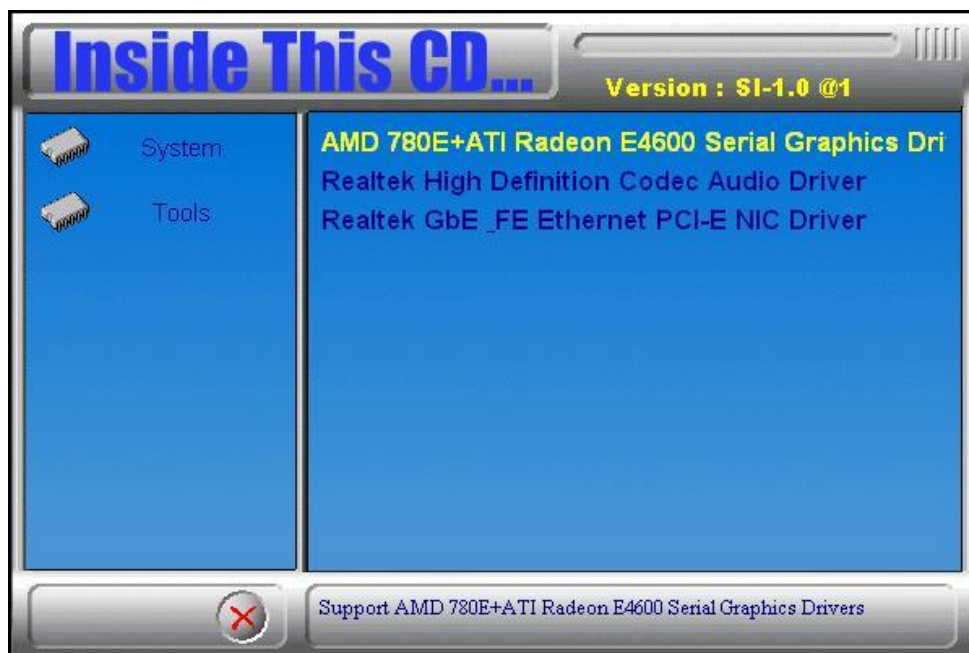 Inside This CD...
Version : SI-1.0 @1
System
Tools
AMD 780E+ATI Radeon E4600 Serial Graphics Dri
Realtek High Definition Codec Audio Driver
Realtek GbE _FE Ethernet PCI-E NIC Driver
Support AMD 780E+ATI Radeon E4600 Serial Graphics Drivers